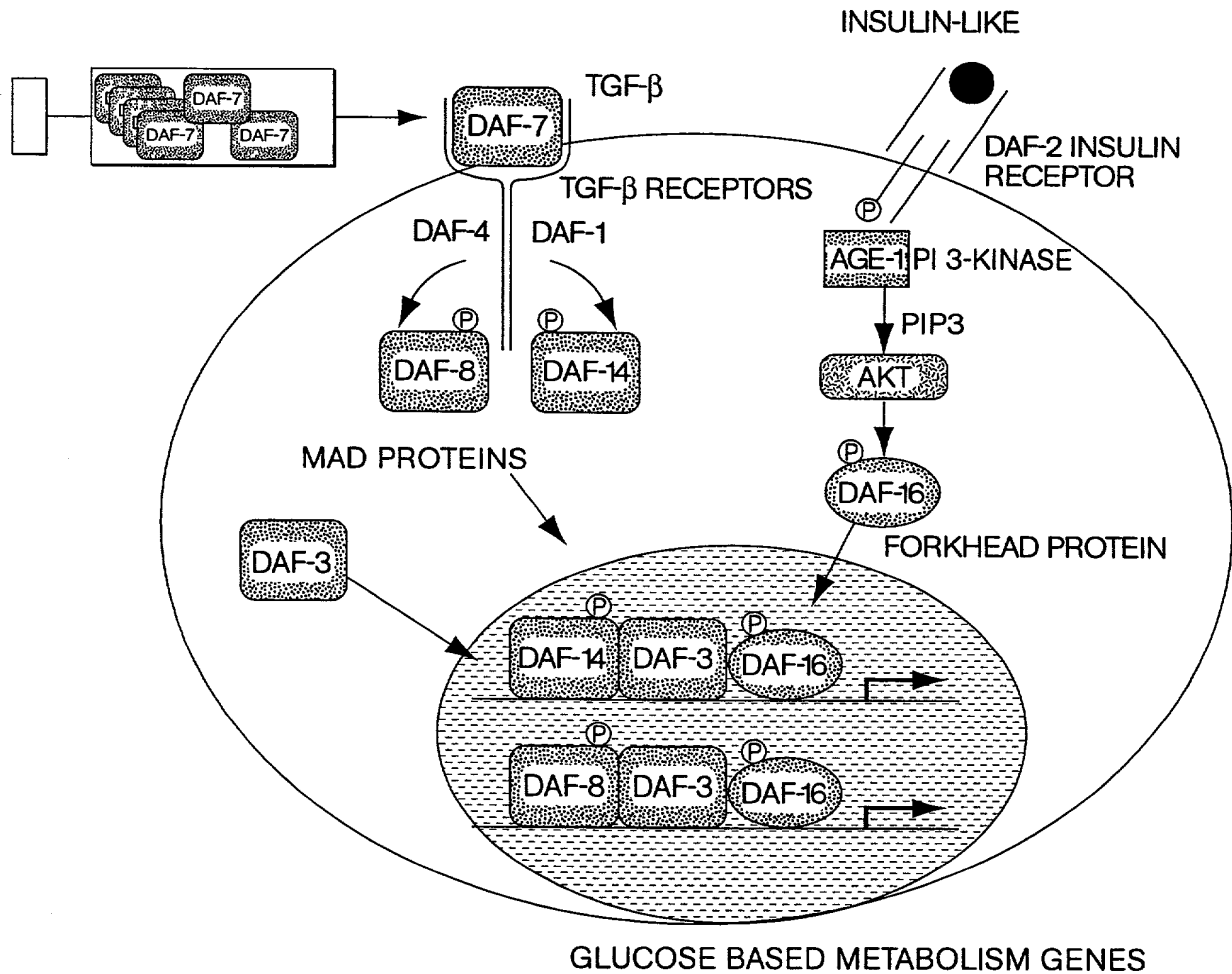 INSULIN-LIKE
TGF-β
DAF-7
DAF-7
DAF-7
DAF-7
DAF-2 INSULIN
RECEPTOR
TGF-β RECEPTORS
DAF-4
DAF-1
P
AGE-1
PI 3-KINASE
P
P
PIP3
DAF-8
DAF-14
AKT
MAD PROTEINS
P
DAF-16
DAF-3
FORKHEAD PROTEIN
P
P
DAF-14
DAF-3
DAF-16
P
P
DAF-8
DAF-3
DAF-16
GLUCOSE BASED METABOLISM GENES